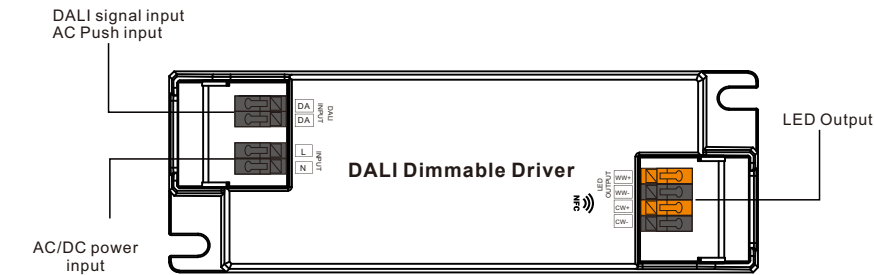 DALI signal input
AC Push input
DA
DA
DALI
INPUT
L
N
INPUT
DALI Dimmable Driver
NFC
LED
OUTPUT
WW+
WW-
CW+
CW-
LED Output
AC/DC power
input